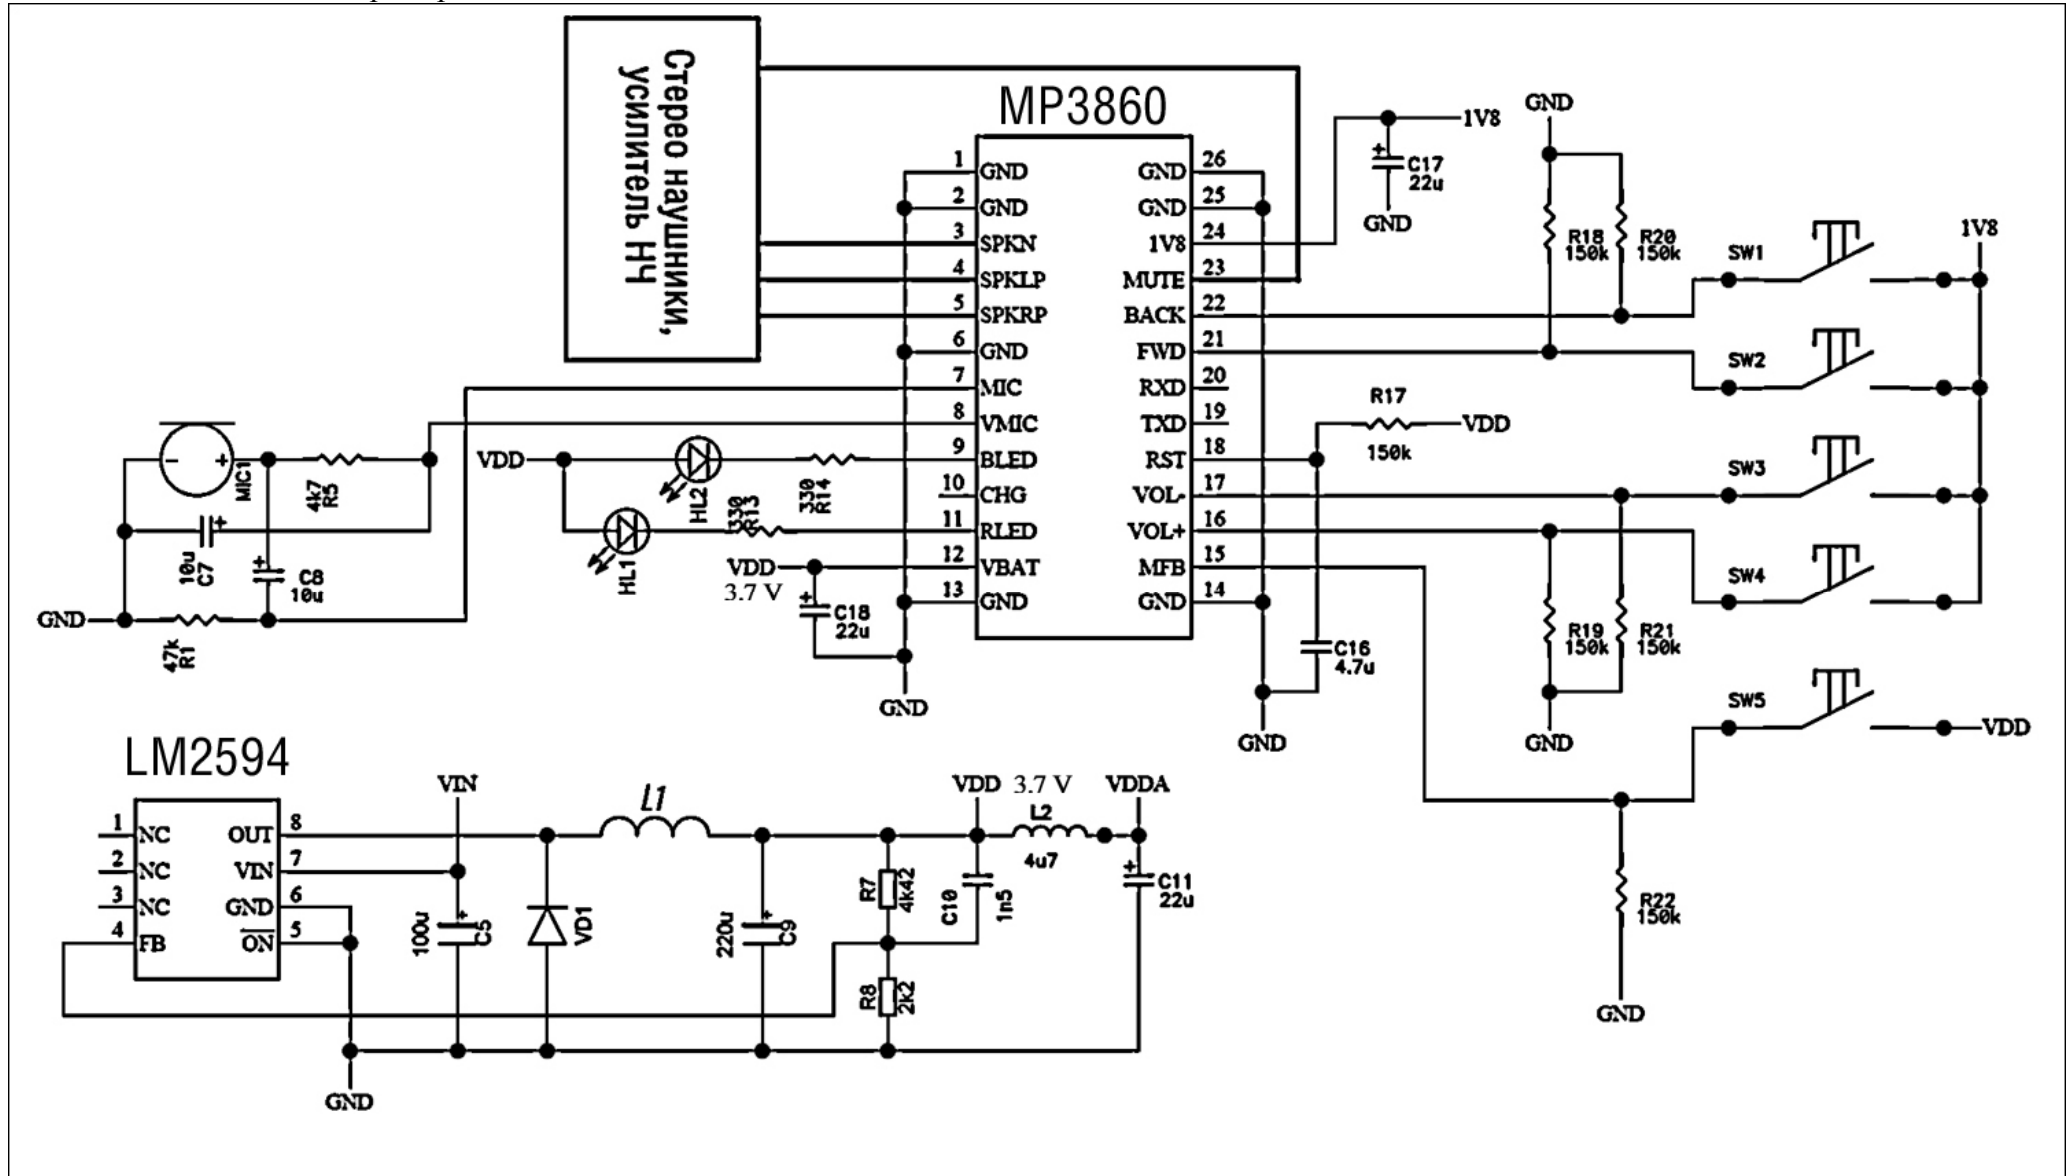 Стерео наушники,
усилитель НЧ
MP3860
1 GND
2 GND
3 SPKN
4 SPKLP
5 SPKRP
6 GND
7 MIC
8 VMIC
9 BLED
10 CHG
11 RLED
12 VBAT
13 GND
GND 26
GND 25
1V8 24
MUTE 23
BACK 22
FWD 21
RXD 20
TXD 19
RST 18
VOL- 17
VOL+ 16
MFB 15
GND 14
1V8
C17
22u
GND
GND
R18
150k
R20
150k
SW1
1V8
SW2
R17
150k
VDD
SW3
SW4
R19
150k
R21
150k
C16
4.7u
GND
GND
SW5
VDD
R22
150k
GND
- +
MIC1
4k7
R5
10u
C7
C8
10u
GND
47k
R1
VDD
HL2
330
R14
HL1
330
R13
VDD
3.7 V
C18
22u
GND
LM2594
1 NC
2 NC
3 NC
4 FB
OUT 8
VIN 7
GND 6
ON 5
VIN
100u
C5
VD1
L1
220u
C9
R7
4k42
R8
2k2
VDD 3.7 V
C10
1n5
L2
4u7
VDDA
C11
22u
GND